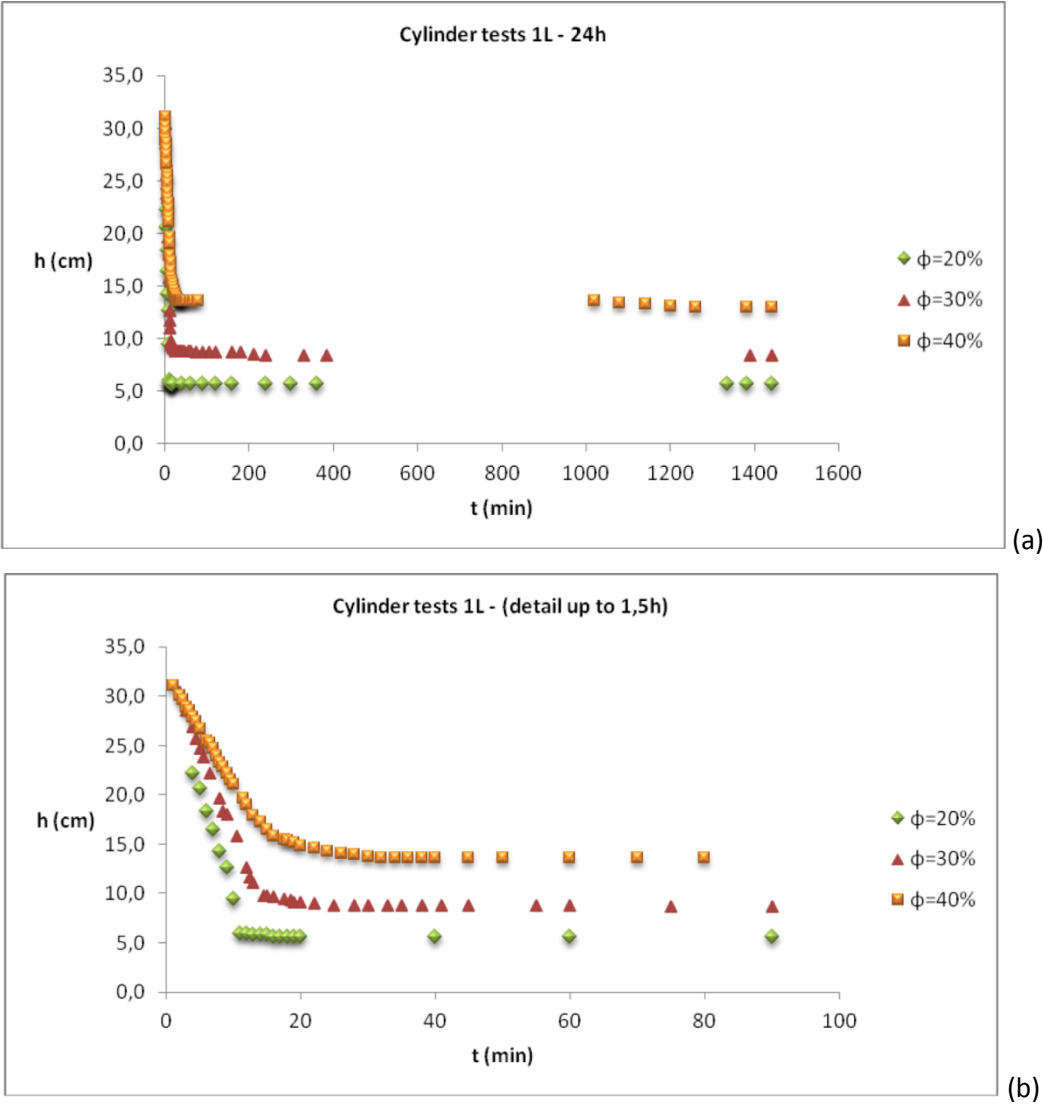 Cylinder tests 1L - 24h
35,0
30,0
25,0
20,0
15,0
10,0
5,0
0,0
h (cm)
0 200 400 600 800 1000 1200 1400 1600
t (min)
ϕ=20%
ϕ=30%
ϕ=40%
(a)
Cylinder tests 1L - (detail up to 1,5h)
35,0
30,0
25,0
20,0
15,0
10,0
5,0
0,0
h (cm)
0 20 40 60 80 100
t (min)
ϕ=20%
ϕ=30%
ϕ=40%
(b)